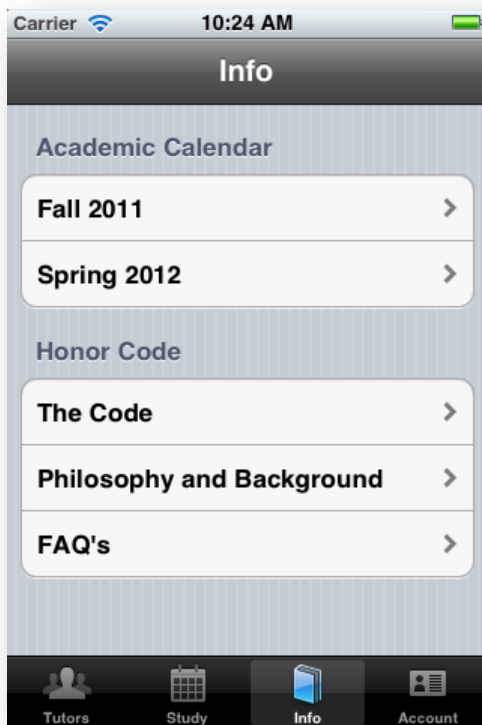 Carrier 10:24 AM
Info
Academic Calendar
Fall 2011
Spring 2012
Honor Code
The Code
Philosophy and Background
FAQ's
Tutors Study Info Account